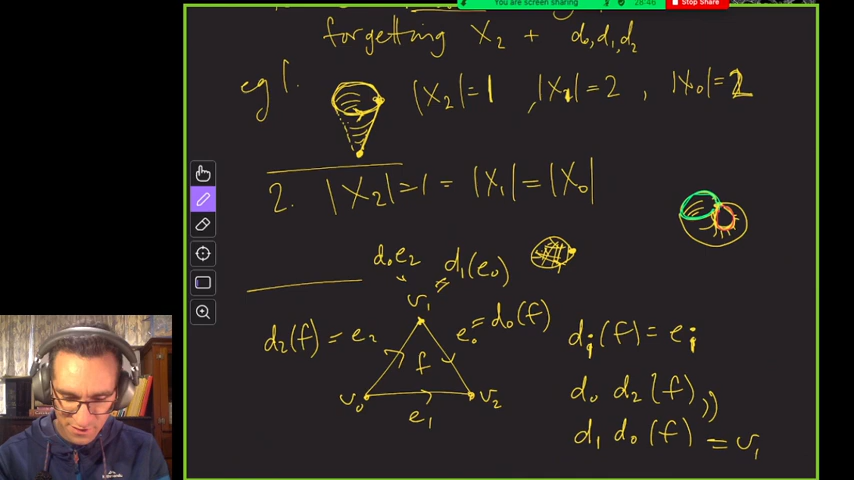 You are screen sharing 28:46 Stop Share
forgetting X₂ + d₀,d₁,d₂
eg 1. |X₂|=1 , |X₁|=2 , |X₀|=2
2. |X₂|=1=|X₁|=|X₀|
d₀e₂ d₁(e₀)
v₁
d₂(f)=e₂ f e₀=d₀(f) dᵢ(f)=eᵢ
v₀ e₁ v₂ d₀ d₂(f)
d₁ d₀(f) = v₁